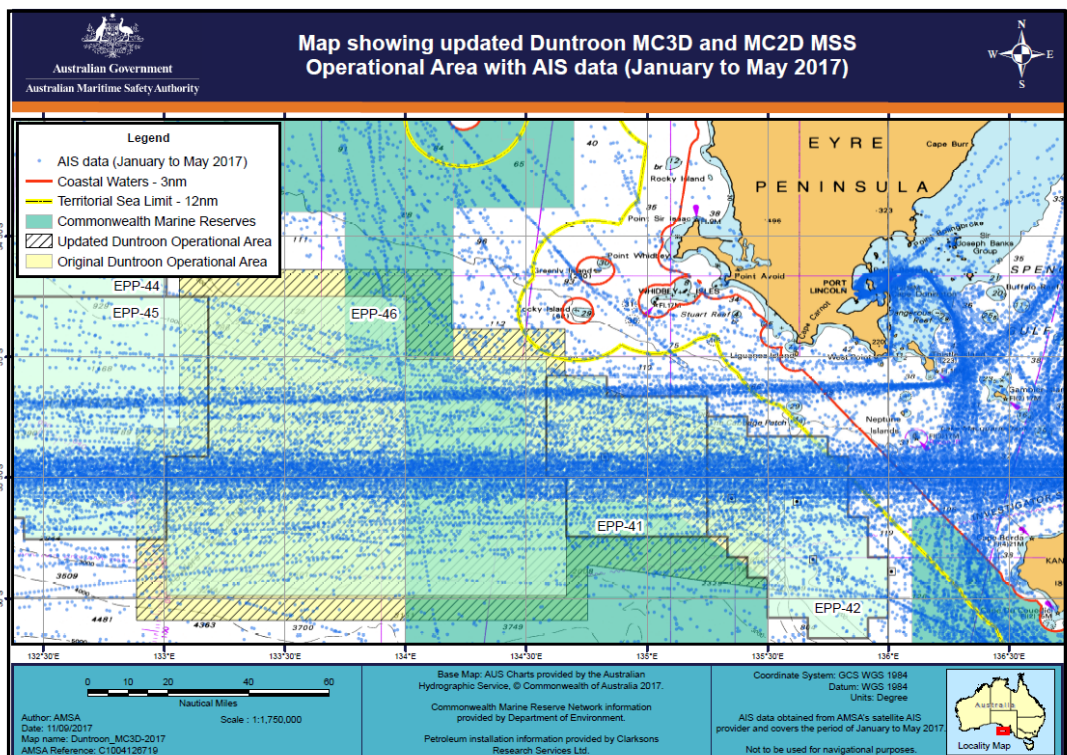 Australian Government
Australian Maritime Safety Authority
Map showing updated Duntroon MC3D and MC2D MSS
Operational Area with AIS data (January to May 2017)
N
W
E
S
Legend
AIS data (January to May 2017)
Coastal Waters - 3nm
Territorial Sea Limit - 12nm
Commonwealth Marine Reserves
Updated Duntroon Operational Area
Original Duntroon Operational Area
EYRE
PENINSULA
Cape Burr
Rocky Island
Point Sir Isaac
Point Whidbey
Greenly Island
WHIDBEY ISLES
Point Avoid
PORT
LINCOLN
Cape Carnot
Stuart Reef
Liguanea Island
West Point
Sir
Joseph Banks
Group
Neptune
Islands
EPP-44
EPP-45
EPP-46
EPP-41
EPP-42
3509
4481
4363
3700
3749
132°30'E
133°E
133°30'E
134°E
134°30'E
135°E
135°30'E
136°E
136°30'E
0 10 20 40 60
Nautical Miles
Scale : 1:1,750,000
Author: AMSA
Date: 11/09/2017
Map name: Duntroon_MC3D-2017
AMSA Reference: C1004126719
Base Map: AUS Charts provided by the Australian
Hydrographic Service, © Commonwealth of Australia 2017.
Commonwealth Marine Reserve Network information
provided by Department of Environment.
Petroleum installation information provided by Clarksons
Research Services Ltd.
Coordinate System: GCS WGS 1984
Datum: WGS 1984
Units: Degree
AIS data obtained from AMSA's satellite AIS
provider and covers the period of January to May 2017.
Not to be used for navigational purposes.
Australia
Locality Map